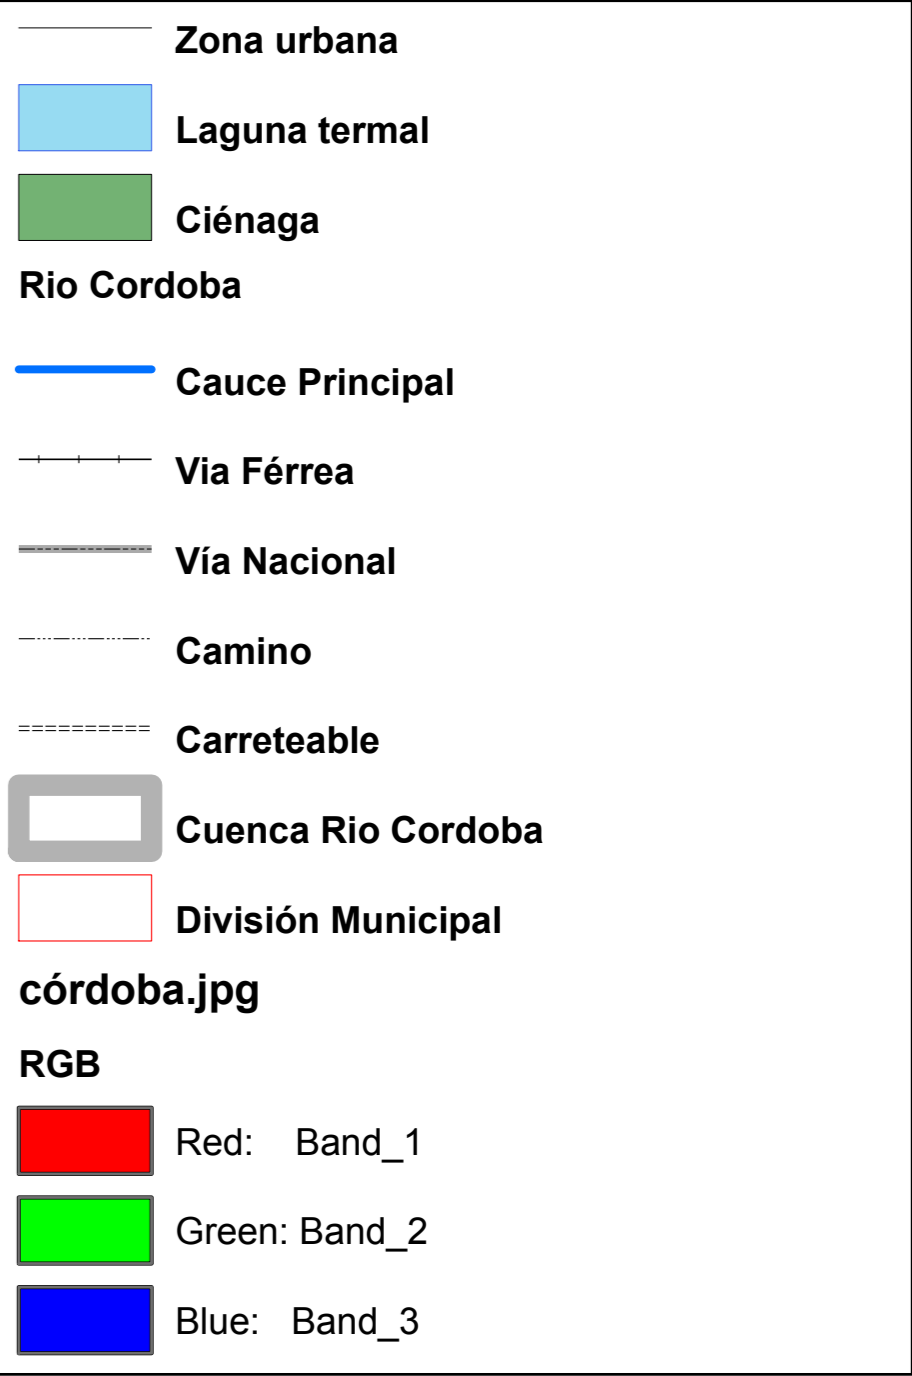 Zona urbana
Laguna termal
Ciénaga
Rio Cordoba
Cauce Principal
Via Férrea
Vía Nacional
Camino
Carreteable
Cuenca Rio Cordoba
División Municipal
córdoba.jpg
RGB
Red: Band_1
Green: Band_2
Blue: Band_3